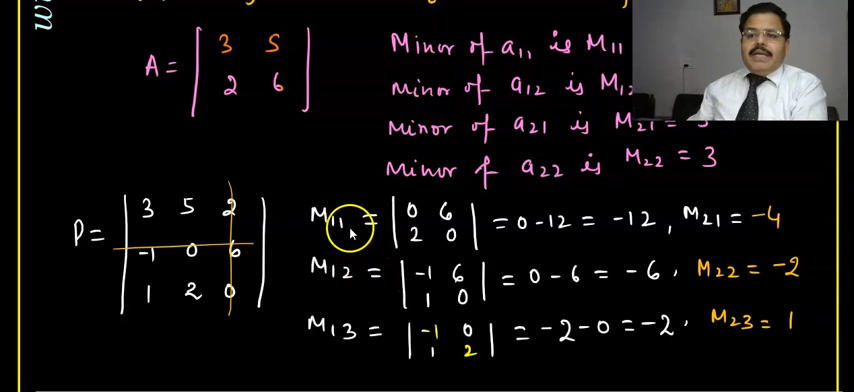 A = | 3 5 |
| 2 6 |
Minor of a11 is M11
Minor of a12 is M12
Minor of a21 is M21 =
Minor of a22 is M22 = 3
P = | 3 5 2 |
| -1 0 6 |
| 1 2 0 |
M11 = | 0 6 | = 0-12 = -12, M21 = -4
| 2 0 |
M12 = | -1 6 | = 0-6 = -6, M22 = -2
| 1 0 |
M13 = | -1 0 | = -2-0 = -2, M23 = 1
| 1 2 |